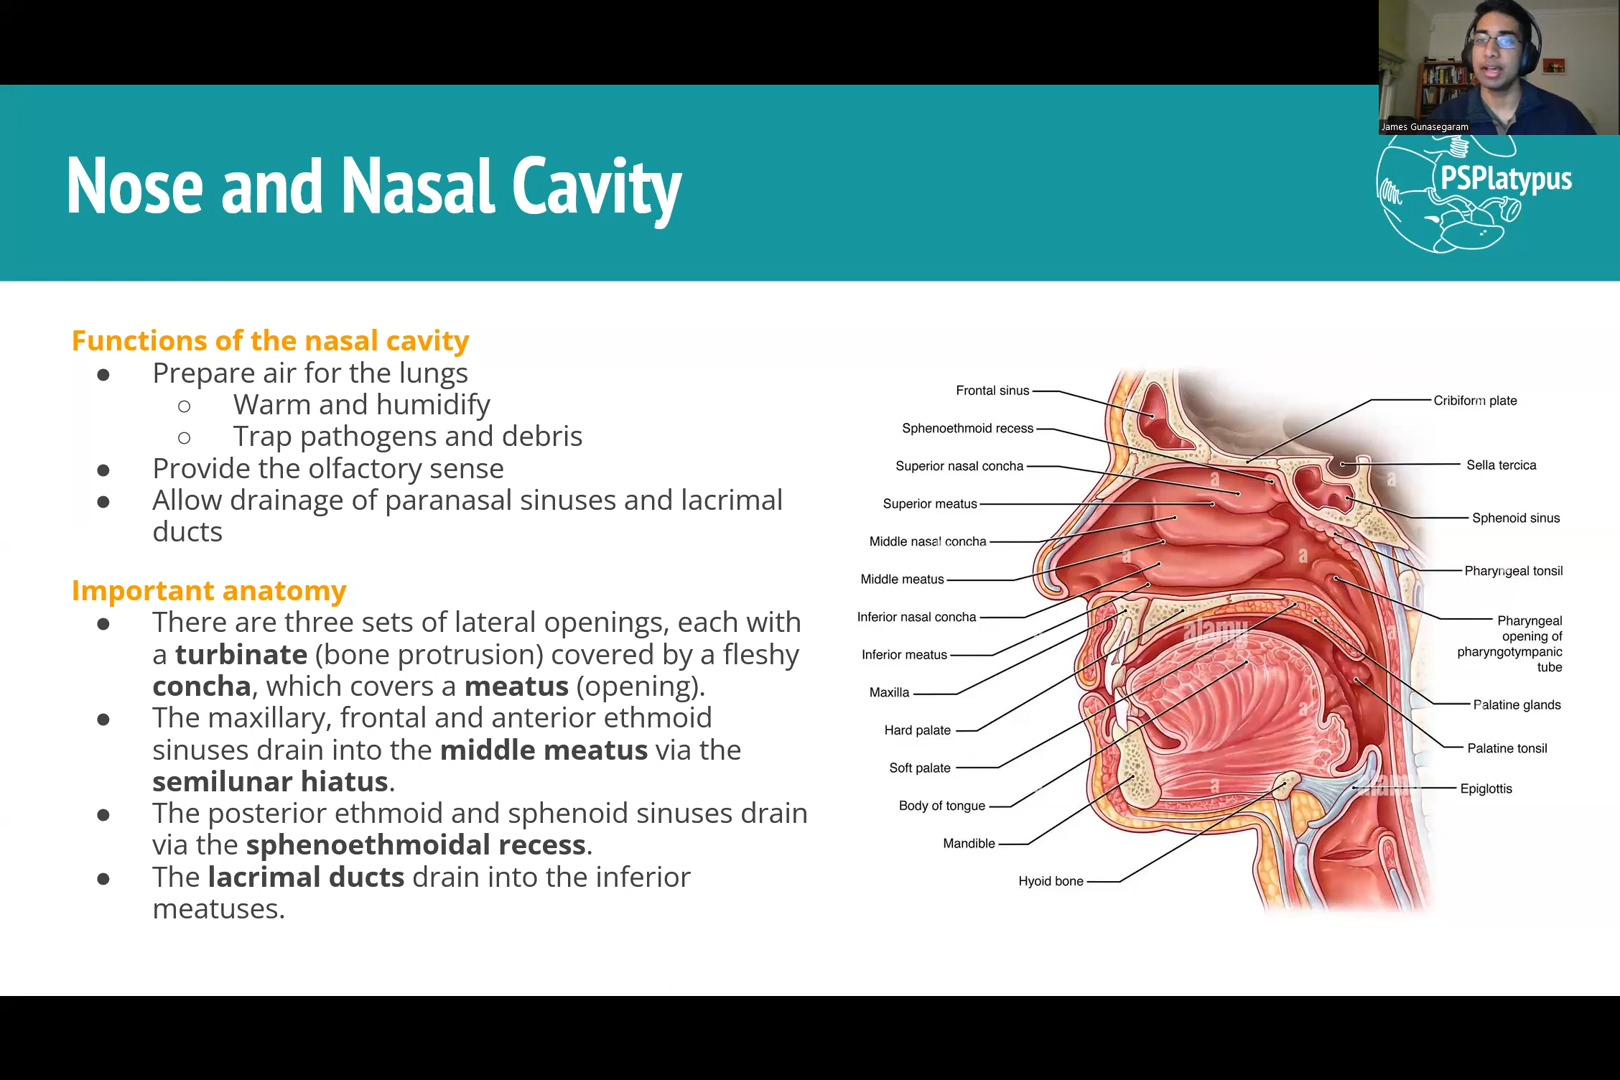 James Gunasegaram
PSPlatypus
Nose and Nasal Cavity
Functions of the nasal cavity
● Prepare air for the lungs
○ Warm and humidify
○ Trap pathogens and debris
● Provide the olfactory sense
● Allow drainage of paranasal sinuses and lacrimal
ducts
Important anatomy
● There are three sets of lateral openings, each with
a turbinate (bone protrusion) covered by a fleshy
concha, which covers a meatus (opening).
● The maxillary, frontal and anterior ethmoid
sinuses drain into the middle meatus via the
semilunar hiatus.
● The posterior ethmoid and sphenoid sinuses drain
via the sphenoethmoidal recess.
● The lacrimal ducts drain into the inferior
meatuses.
Frontal sinus
Sphenoethmoid recess
Superior nasal concha
Superior meatus
Middle nasal concha
Middle meatus
Inferior nasal concha
Inferior meatus
Maxilla
Hard palate
Soft palate
Body of tongue
Mandible
Hyoid bone
Cribiform plate
Sella tercica
Sphenoid sinus
Pharyngeal tonsil
Pharyngeal
opening of
pharyngotympanic
tube
Palatine glands
Palatine tonsil
Epiglottis
a
a
a
a
a
alamy
a
a
a
alamy